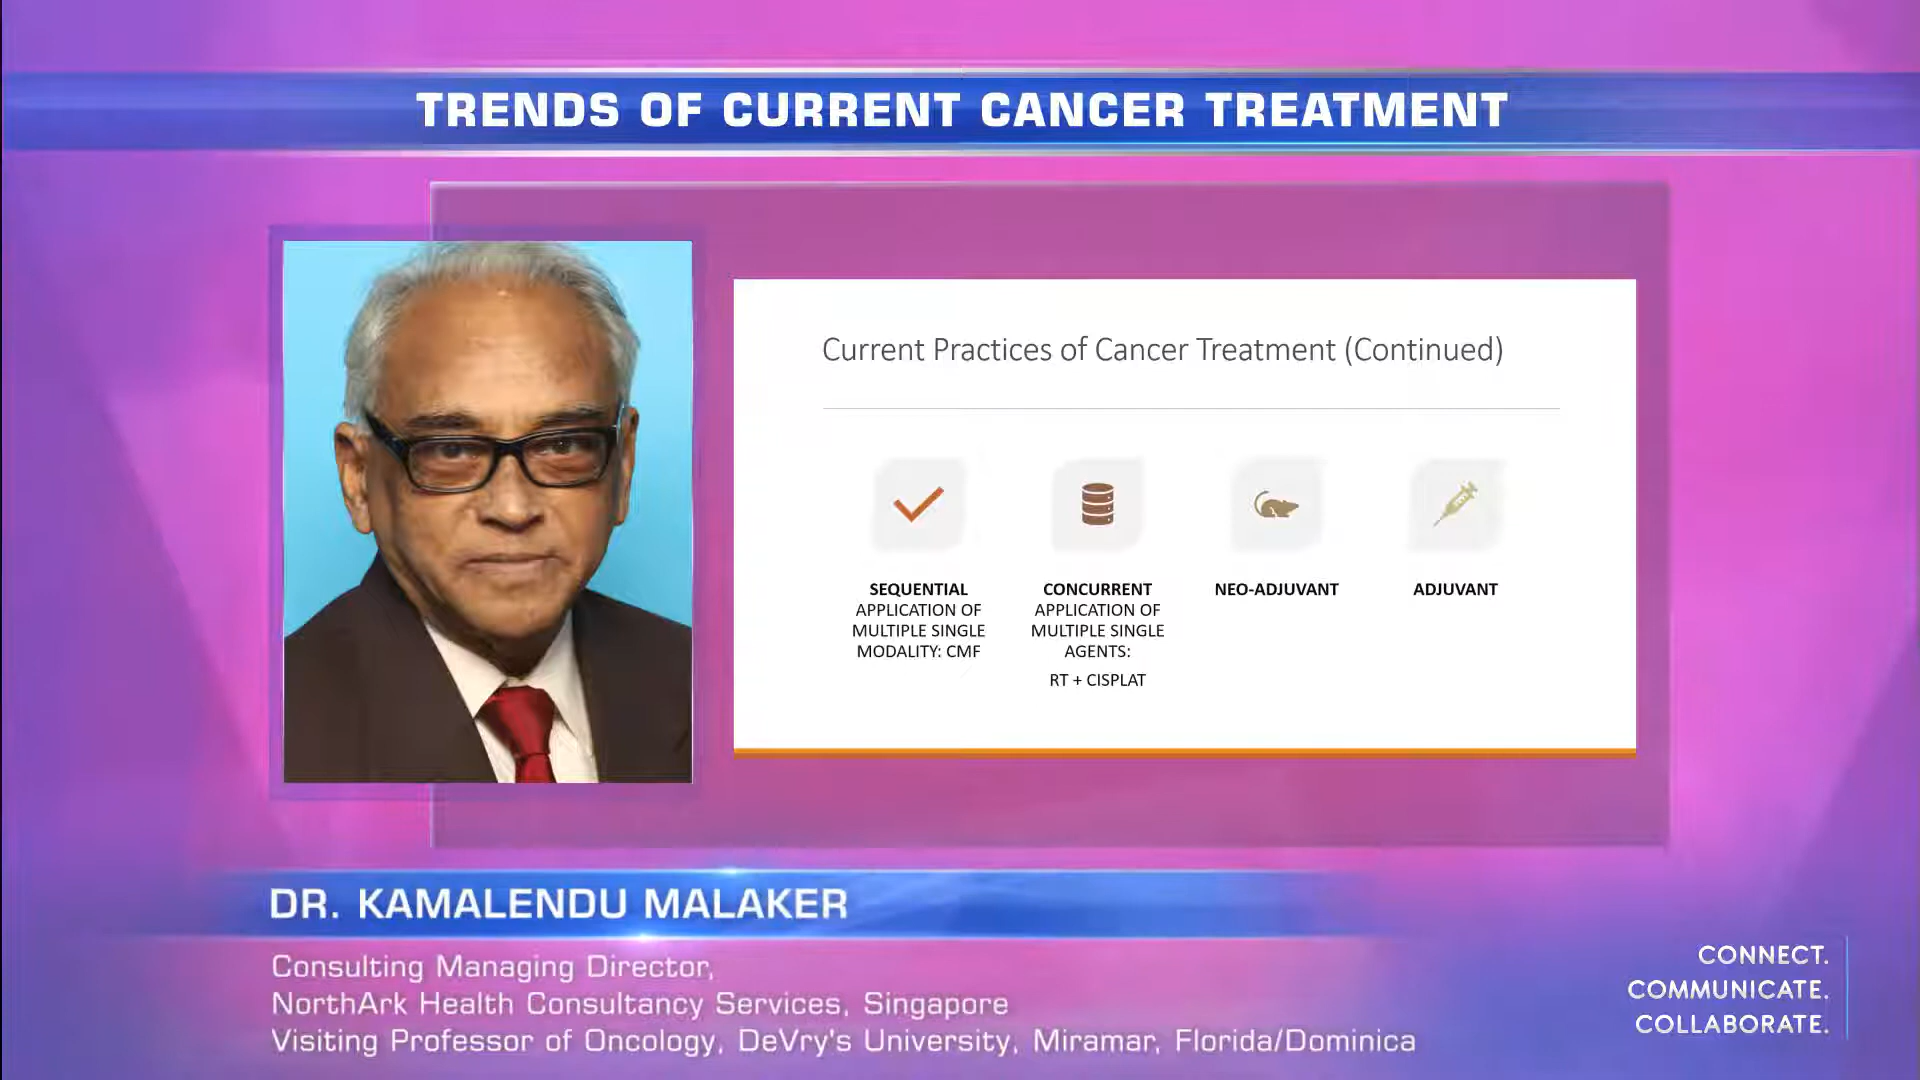 TRENDS OF CURRENT CANCER TREATMENT
Current Practices of Cancer Treatment (Continued)
SEQUENTIAL
APPLICATION OF
MULTIPLE SINGLE
MODALITY: CMF
CONCURRENT
APPLICATION OF
MULTIPLE SINGLE
AGENTS:
RT + CISPLAT
NEO-ADJUVANT
ADJUVANT
DR. KAMALENDU MALAKER
Consulting Managing Director,
NorthArk Health Consultancy Services, Singapore
Visiting Professor of Oncology, DeVry's University, Miramar, Florida/Dominica
CONNECT.
COMMUNICATE.
COLLABORATE.